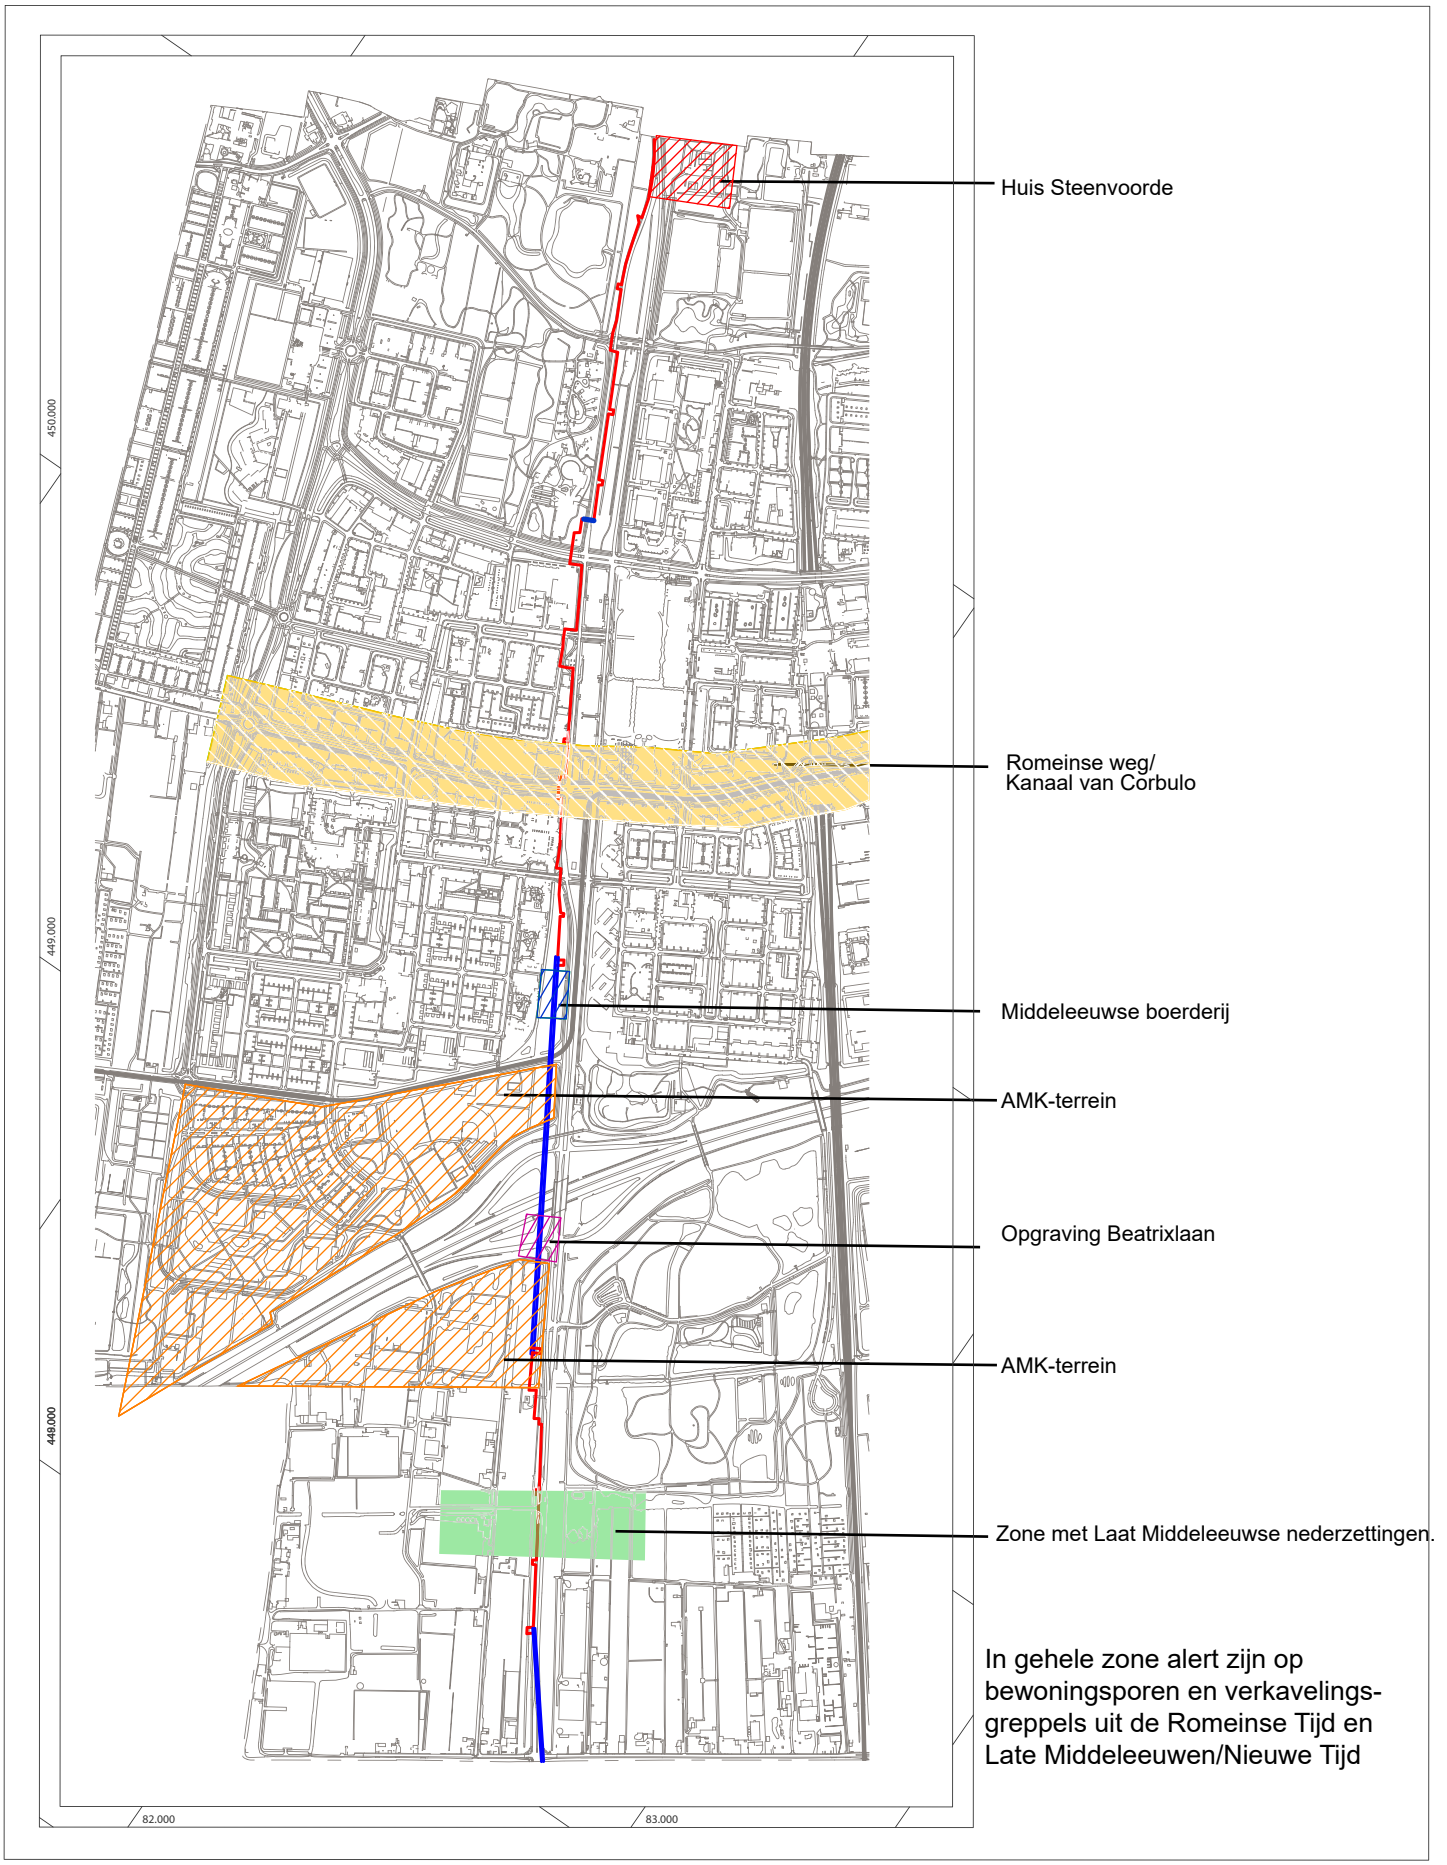 Huis Steenvoorde
450.000
Romeinse weg/
Kanaal van Corbulo
449.000
Middeleeuwse boerderij
AMK-terrein
Opgraving Beatrixlaan
AMK-terrein
Zone met Laat Middeleeuwse nederzettingen.
In gehele zone alert zijn op
bewoningsporen en verkavelings-
greppels uit de Romeinse Tijd en
Late Middeleeuwen/Nieuwe Tijd
82.000
83.000